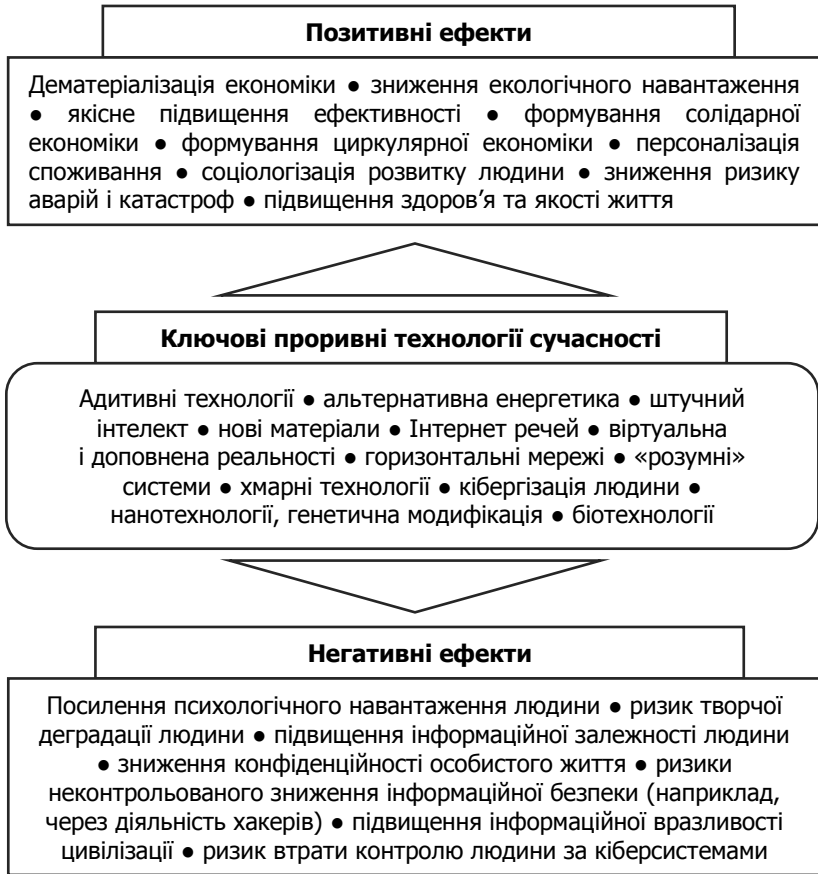 Позитивні ефекти
Дематеріалізація економіки ● зниження екологічного навантаження
● якісне підвищення ефективності ● формування солідарної
економіки ● формування циркулярної економіки ● персоналізація
споживання ● соціологізація розвитку людини ● зниження ризику
аварій і катастроф ● підвищення здоров’я та якості життя
Ключові проривні технології сучасності
Адитивні технології ● альтернативна енергетика ● штучний
інтелект ● нові матеріали ● Інтернет речей ● віртуальна
і доповнена реальності ● горизонтальні мережі ● «розумні»
системи ● хмарні технології ● кібергізація людини ●
нанотехнології, генетична модифікація ● біотехнології
Негативні ефекти
Посилення психологічного навантаження людини ● ризик творчої
деградації людини ● підвищення інформаційної залежності людини
● зниження конфіденційності особистого життя ● ризики
неконтрольованого зниження інформаційної безпеки (наприклад,
через діяльність хакерів) ● підвищення інформаційної вразливості
цивілізації ● ризик втрати контролю людини за кіберсистемами